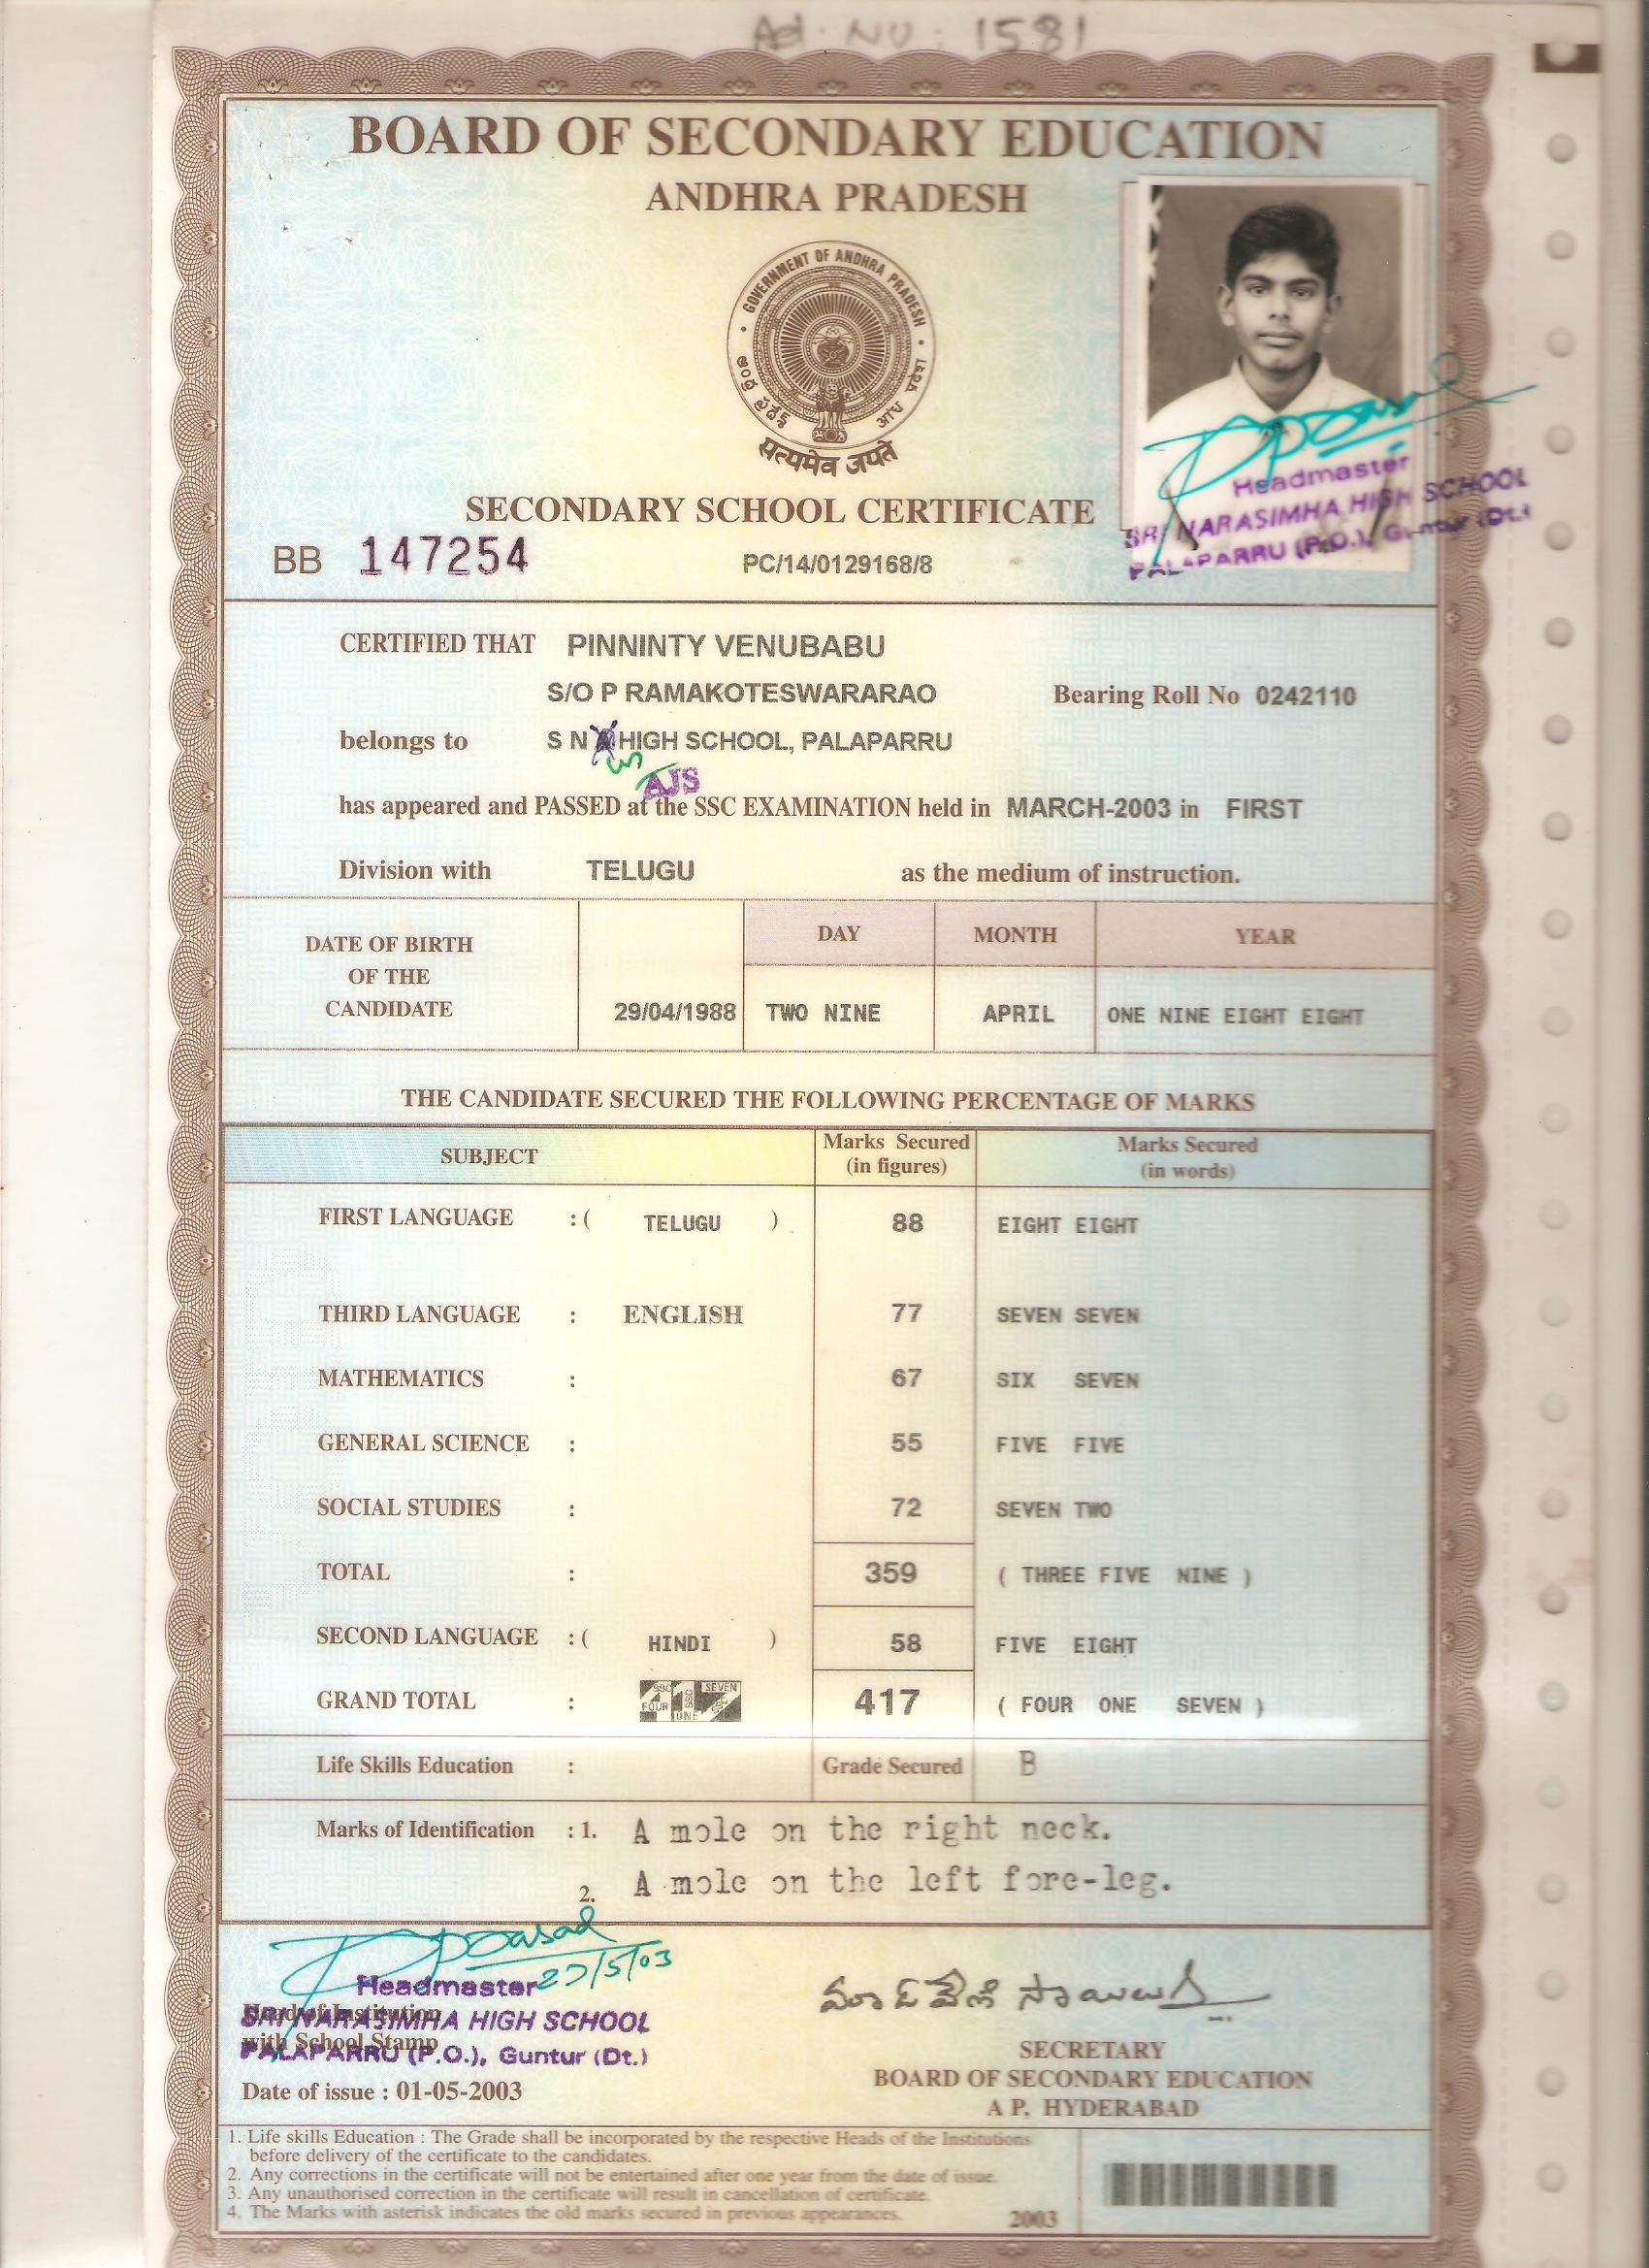 Ad. No: 1581
BOARD OF SECONDARY EDUCATION
ANDHRA PRADESH
GOVERNMENT OF ANDHRA PRADESH
ఆంధ్ర ప్రదేశ్
आंध्र प्रदेश
सत्यमेव जयते
Headmaster
SRI NARASIMHA HIGH SCHOOL
PALAPARRU (P.O.), Guntur (Dt.)
SECONDARY SCHOOL CERTIFICATE
BB 147254 PC/14/0129168/8
CERTIFIED THAT PINNINTY VENUBABU
S/O P RAMAKOTESWARARAO Bearing Roll No 0242110
belongs to S N HIGH SCHOOL, PALAPARRU
AJS
has appeared and PASSED at the SSC EXAMINATION held in MARCH-2003 in FIRST
Division with TELUGU as the medium of instruction.
DATE OF BIRTH OF THE CANDIDATE
DAY MONTH YEAR
29/04/1988 TWO NINE APRIL ONE NINE EIGHT EIGHT
THE CANDIDATE SECURED THE FOLLOWING PERCENTAGE OF MARKS
SUBJECT Marks Secured (in figures) Marks Secured (in words)
FIRST LANGUAGE :( TELUGU ) 88 EIGHT EIGHT
THIRD LANGUAGE : ENGLISH 77 SEVEN SEVEN
MATHEMATICS : 67 SIX SEVEN
GENERAL SCIENCE : 55 FIVE FIVE
SOCIAL STUDIES : 72 SEVEN TWO
TOTAL : 359 ( THREE FIVE NINE )
SECOND LANGUAGE :( HINDI ) 58 FIVE EIGHT
GRAND TOTAL : SSC FOUR SSC ONE SEVEN 417 ( FOUR ONE SEVEN )
Life Skills Education : Grade Secured B
Marks of Identification : 1. A mole on the right neck.
2. A mole on the left fore-leg.
27/5/03
Headmaster
Head of Institution
SRI NARASIMHA HIGH SCHOOL
with School Stamp
PALAPARRU (P.O.), Guntur (Dt.)
Date of issue : 01-05-2003
SECRETARY
BOARD OF SECONDARY EDUCATION
A P. HYDERABAD
1. Life skills Education : The Grade shall be incorporated by the respective Heads of the Institutions
before delivery of the certificate to the candidates.
2. Any corrections in the certificate will not be entertained after one year from the date of issue.
3. Any unauthorised correction in the certificate will result in cancellation of certificate.
4. The Marks with asterisk indicates the old marks secured in previous appearances.
2003